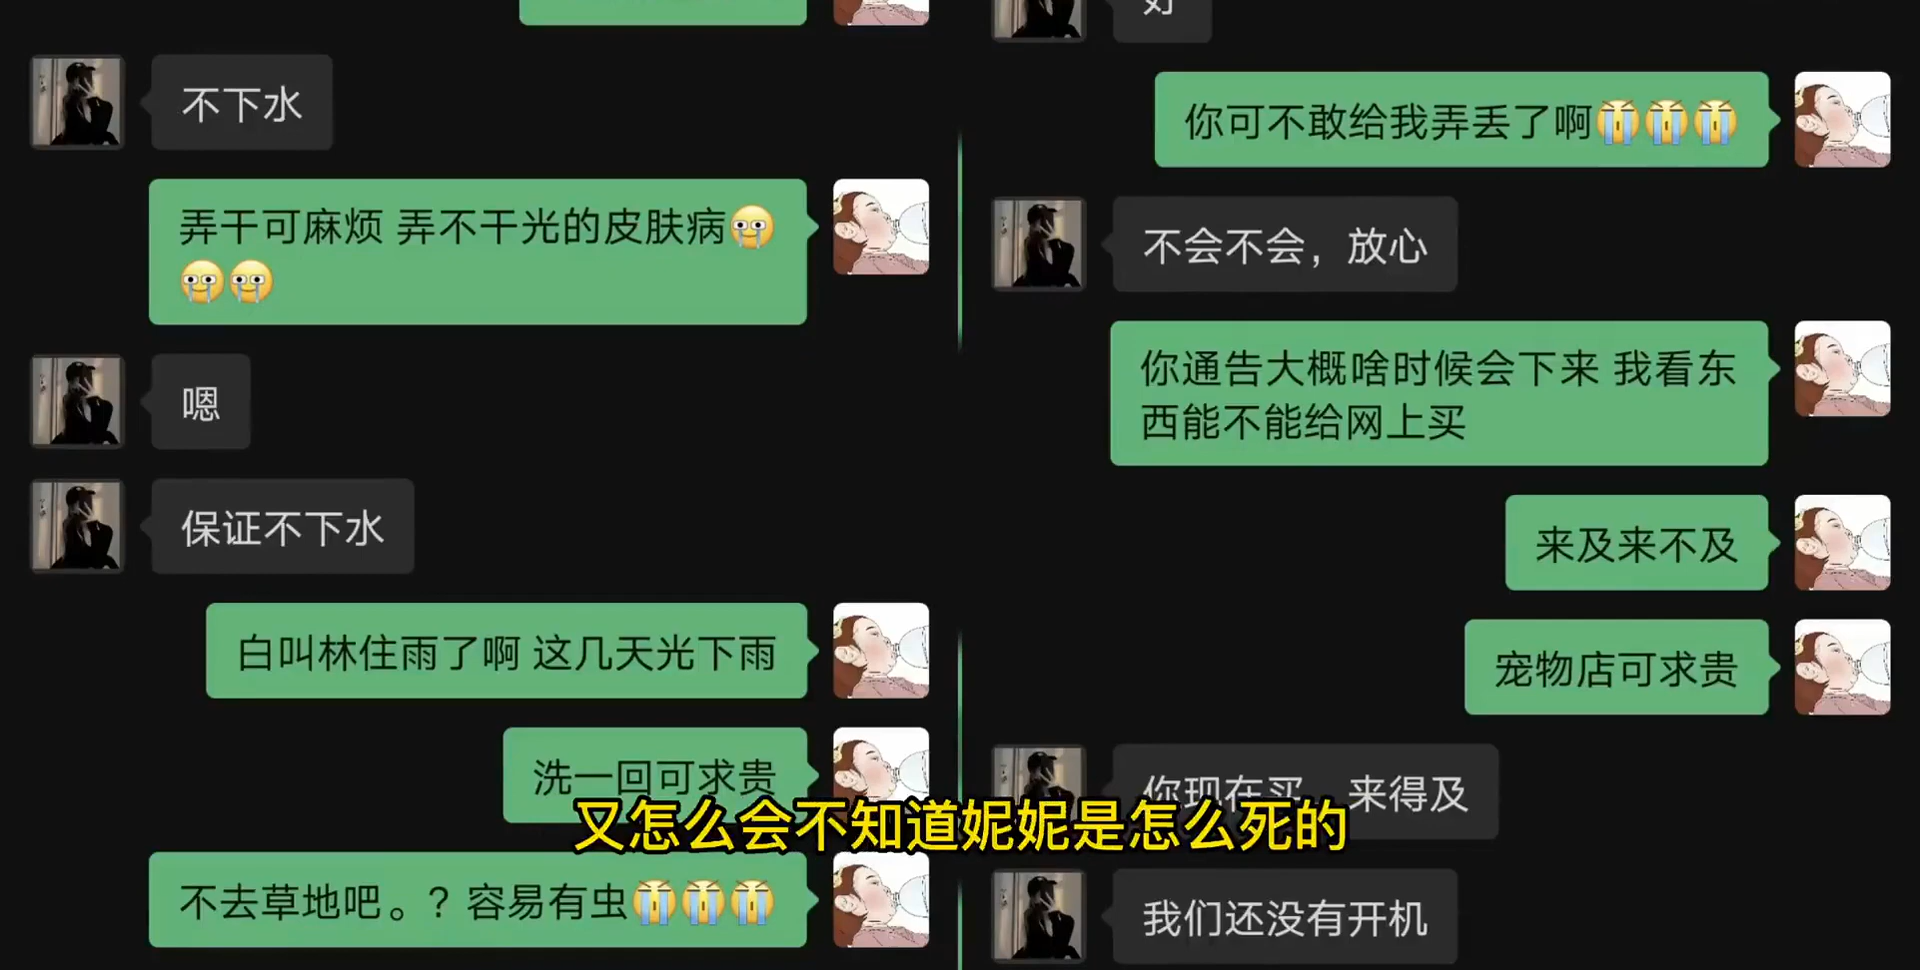 不下水
弄干可麻烦 弄不干光的皮肤病
嗯
保证不下水
白叫林住雨了啊 这几天光下雨
洗一回可求贵
不去草地吧。? 容易有虫
好
你可不敢给我弄丢了啊
不会不会，放心
你通告大概啥时候会下来 我看东
西能不能给网上买
来及来不及
宠物店可求贵
你现在买，来得及
我们还没有开机
又怎么会不知道妮妮是怎么死的